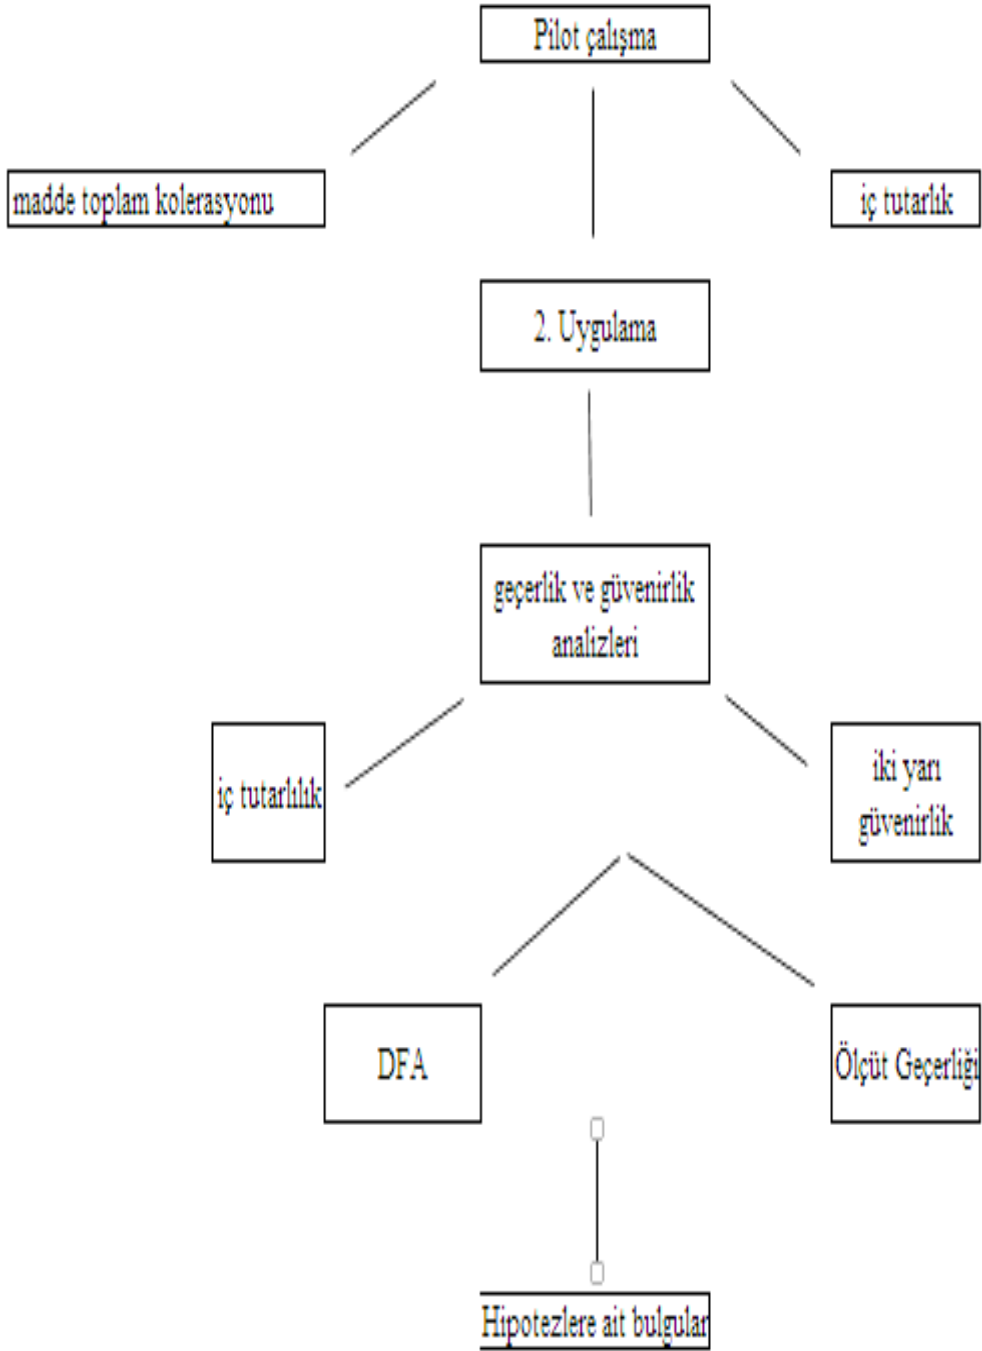 Pilot çalışma
madde toplam kolerasyonu
iç tutarlık
2. Uygulama
geçerlik ve güvenirlik
analizleri
iç tutarlılık
iki yarı
güvenirlik
DFA
Ölçüt Geçerliği
Hipotezlere ait bulgular